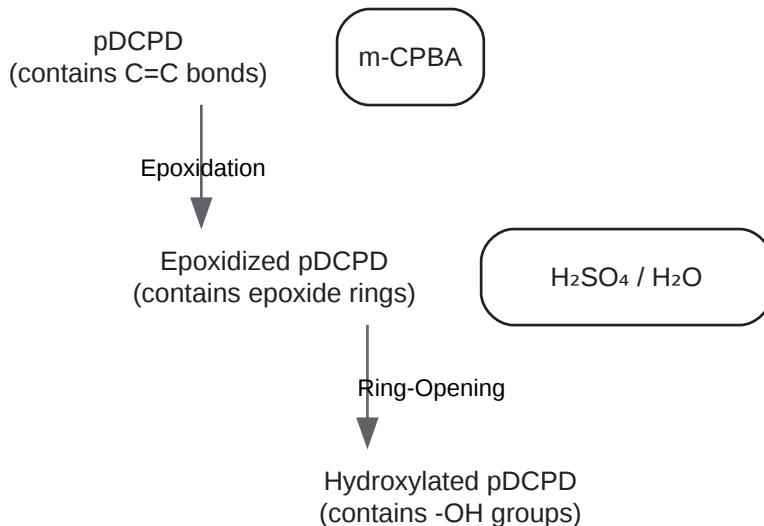 pDCPD
(contains C=C bonds)
m-CPBA
Epoxidation
Epoxidized pDCPD
(contains epoxide rings)
H₂SO₄ / H₂O
Ring-Opening
Hydroxylated pDCPD
(contains -OH groups)